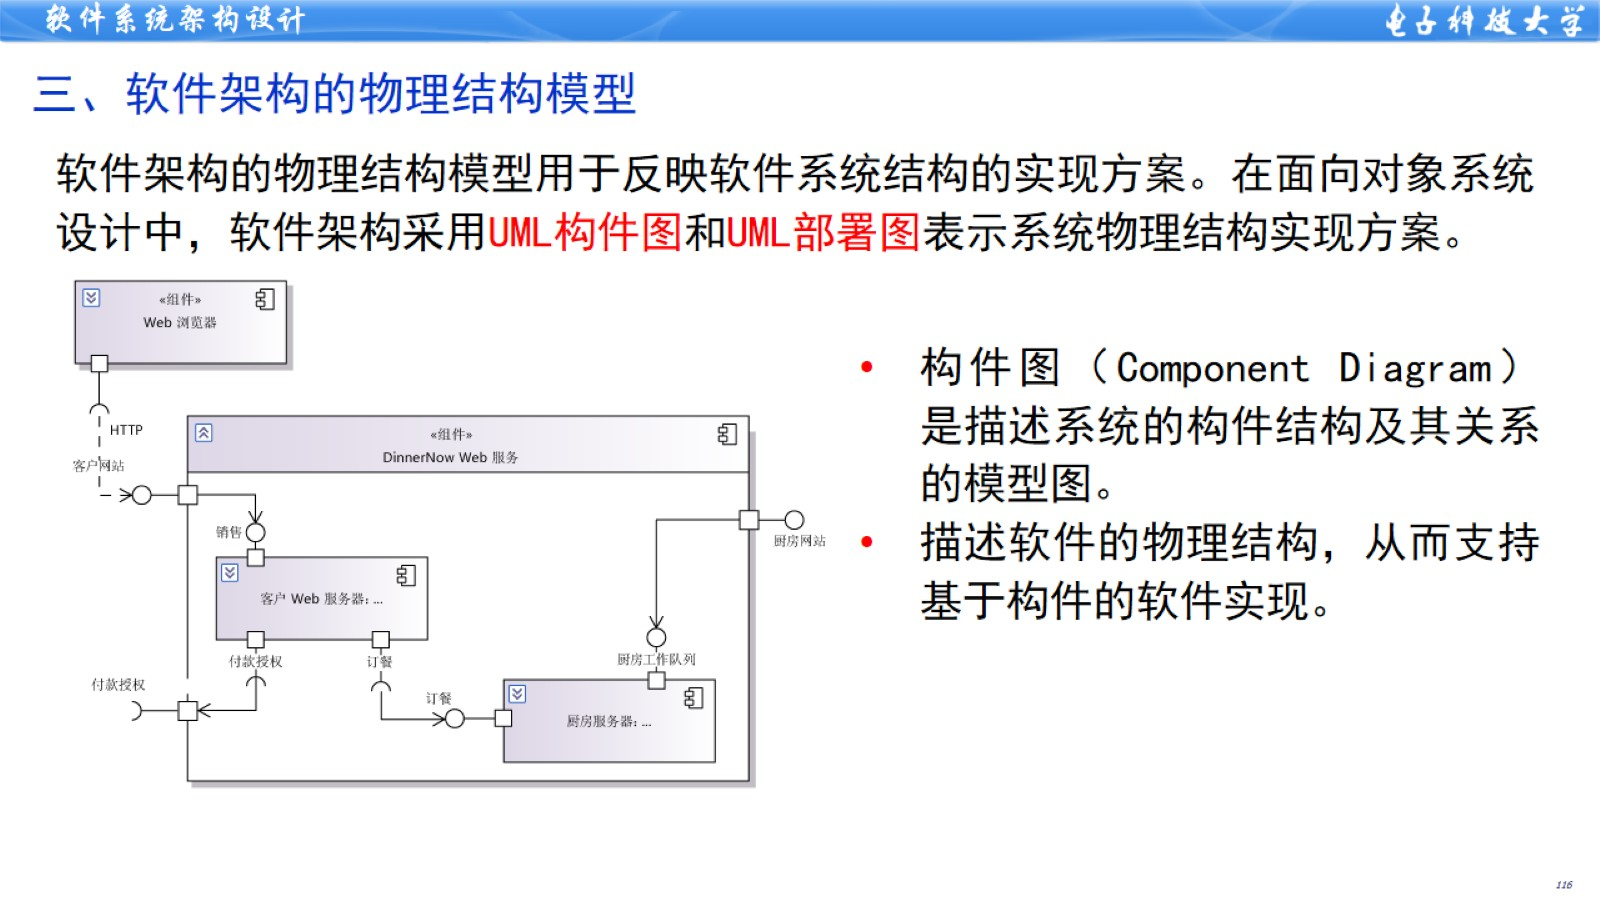 软件系统架构设计
电子科技大学
三、软件架构的物理结构模型
软件架构的物理结构模型用于反映软件系统结构的实现方案。在面向对象系统
设计中，软件架构采用UML构件图和UML部署图表示系统物理结构实现方案。
«组件»
Web 浏览器
HTTP
客户网站
«组件»
DinnerNow Web 服务
销售
客户 Web 服务器: ...
付款授权
订餐
付款授权
订餐
厨房网站
厨房工作队列
厨房服务器: ...
• 构件图（Component Diagram）
是描述系统的构件结构及其关系
的模型图。
• 描述软件的物理结构，从而支持
基于构件的软件实现。
116